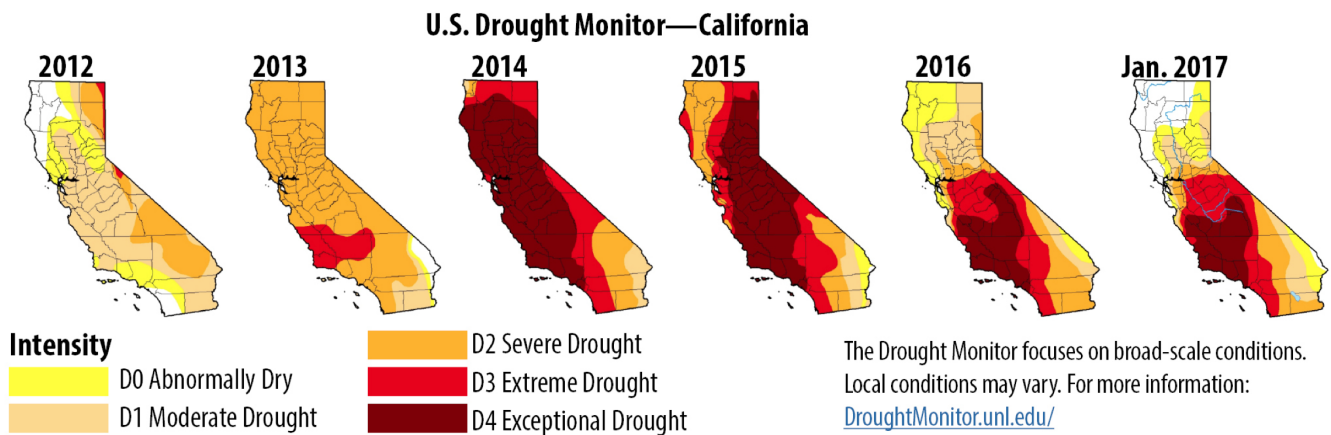 U.S. Drought Monitor—California
2012
2013
2014
2015
2016
Jan. 2017
Intensity
D0 Abnormally Dry
D1 Moderate Drought
D2 Severe Drought
D3 Extreme Drought
D4 Exceptional Drought
The Drought Monitor focuses on broad-scale conditions.
Local conditions may vary. For more information:
DroughtMonitor.unl.edu/